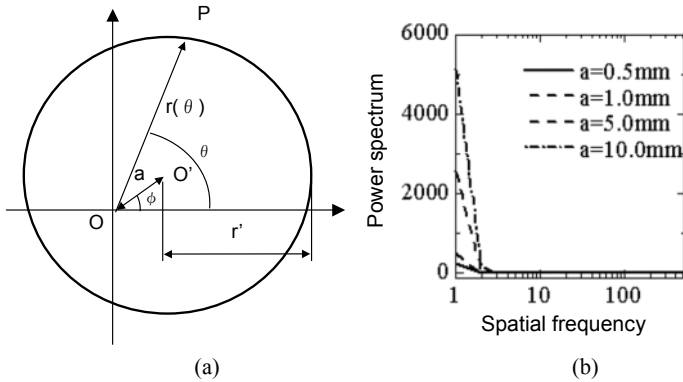 P
r(θ)
θ
a
O'
ϕ
O
r'
(a)
6000
4000
2000
0
Power spectrum
a=0.5mm
a=1.0mm
a=5.0mm
a=10.0mm
1
10
100
Spatial frequency
(b)